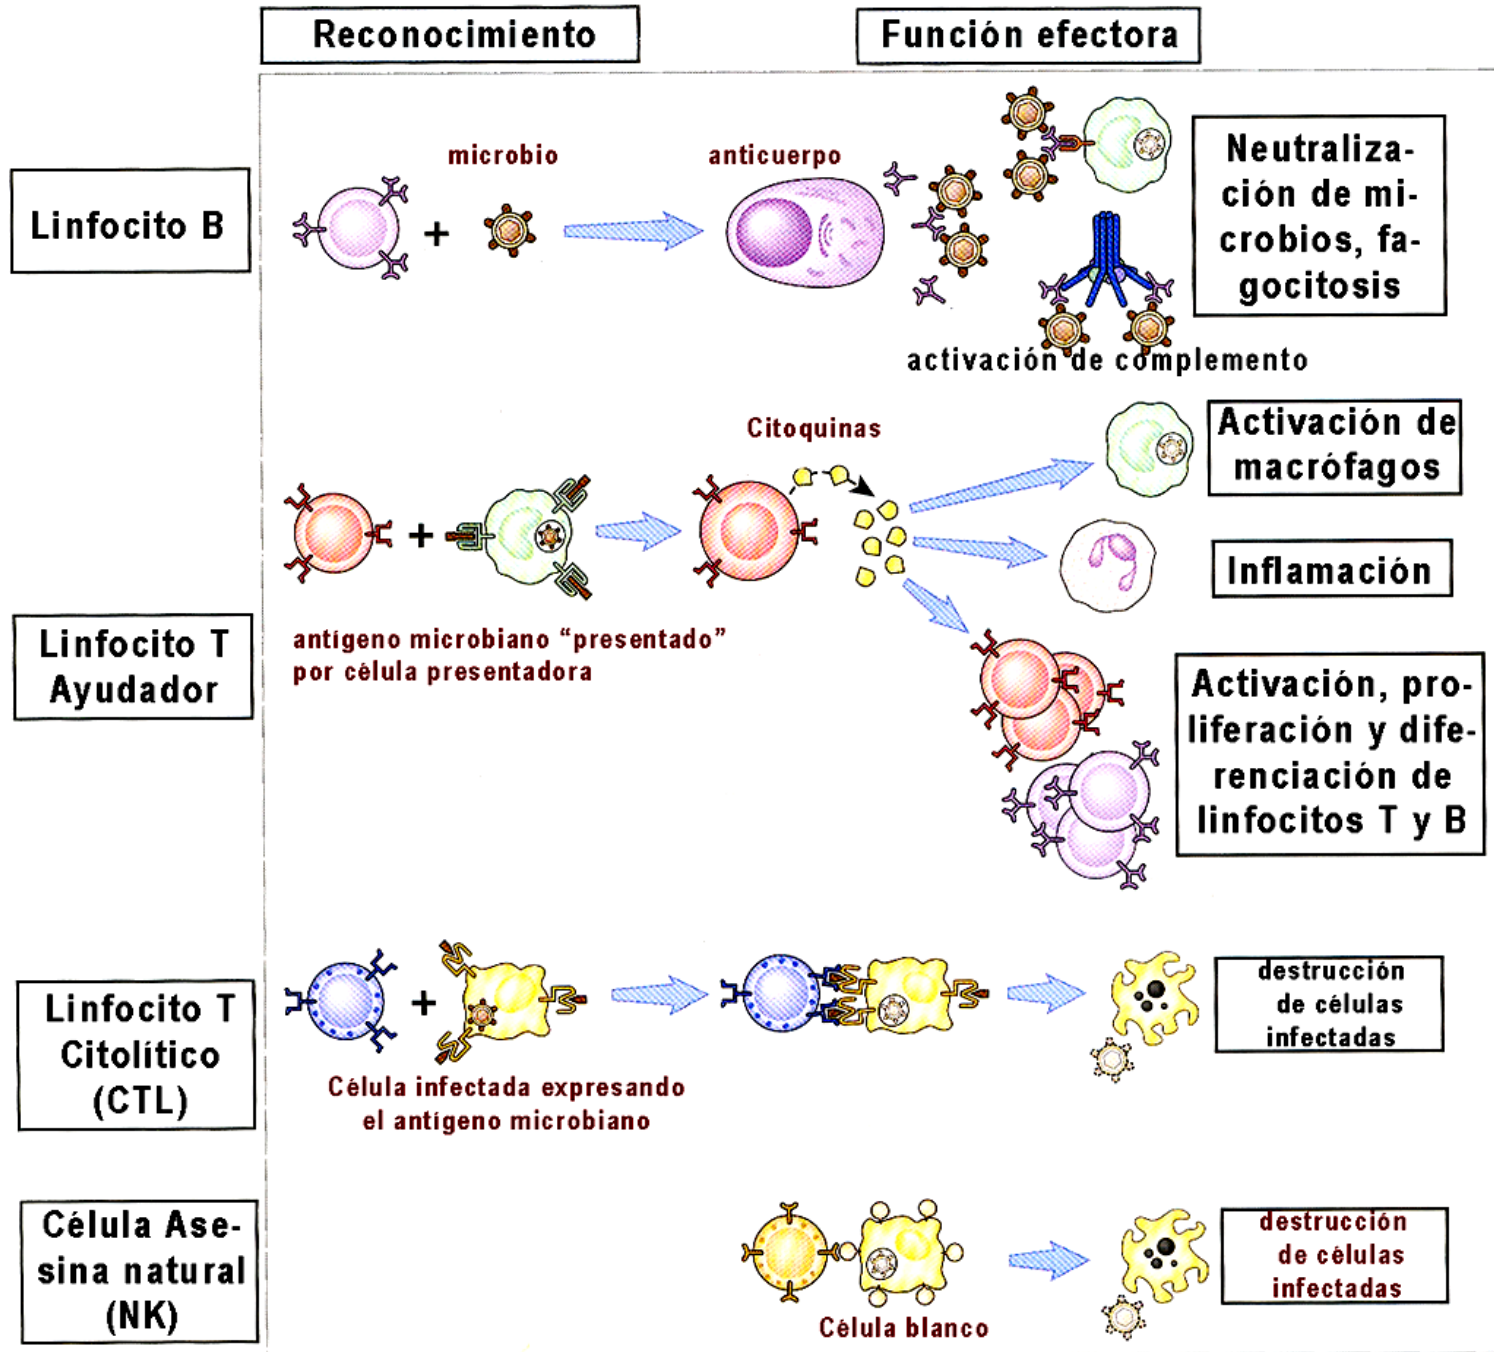 Reconocimiento
Función efectora
Linfocito B
microbio
anticuerpo
Neutraliza-
ción de mi-
crobios, fa-
gocitosis
activación de complemento
Linfocito T
Ayudador
Citoquinas
antígeno microbiano “presentado”
por célula presentadora
Activación de
macrófagos
Inflamación
Activación, pro-
liferación y dife-
renciación de
linfocitos T y B
Linfocito T
Citolítico
(CTL)
Célula infectada expresando
el antígeno microbiano
destrucción
de células
infectadas
Célula Ase-
sina natural
(NK)
Célula blanco
destrucción
de células
infectadas